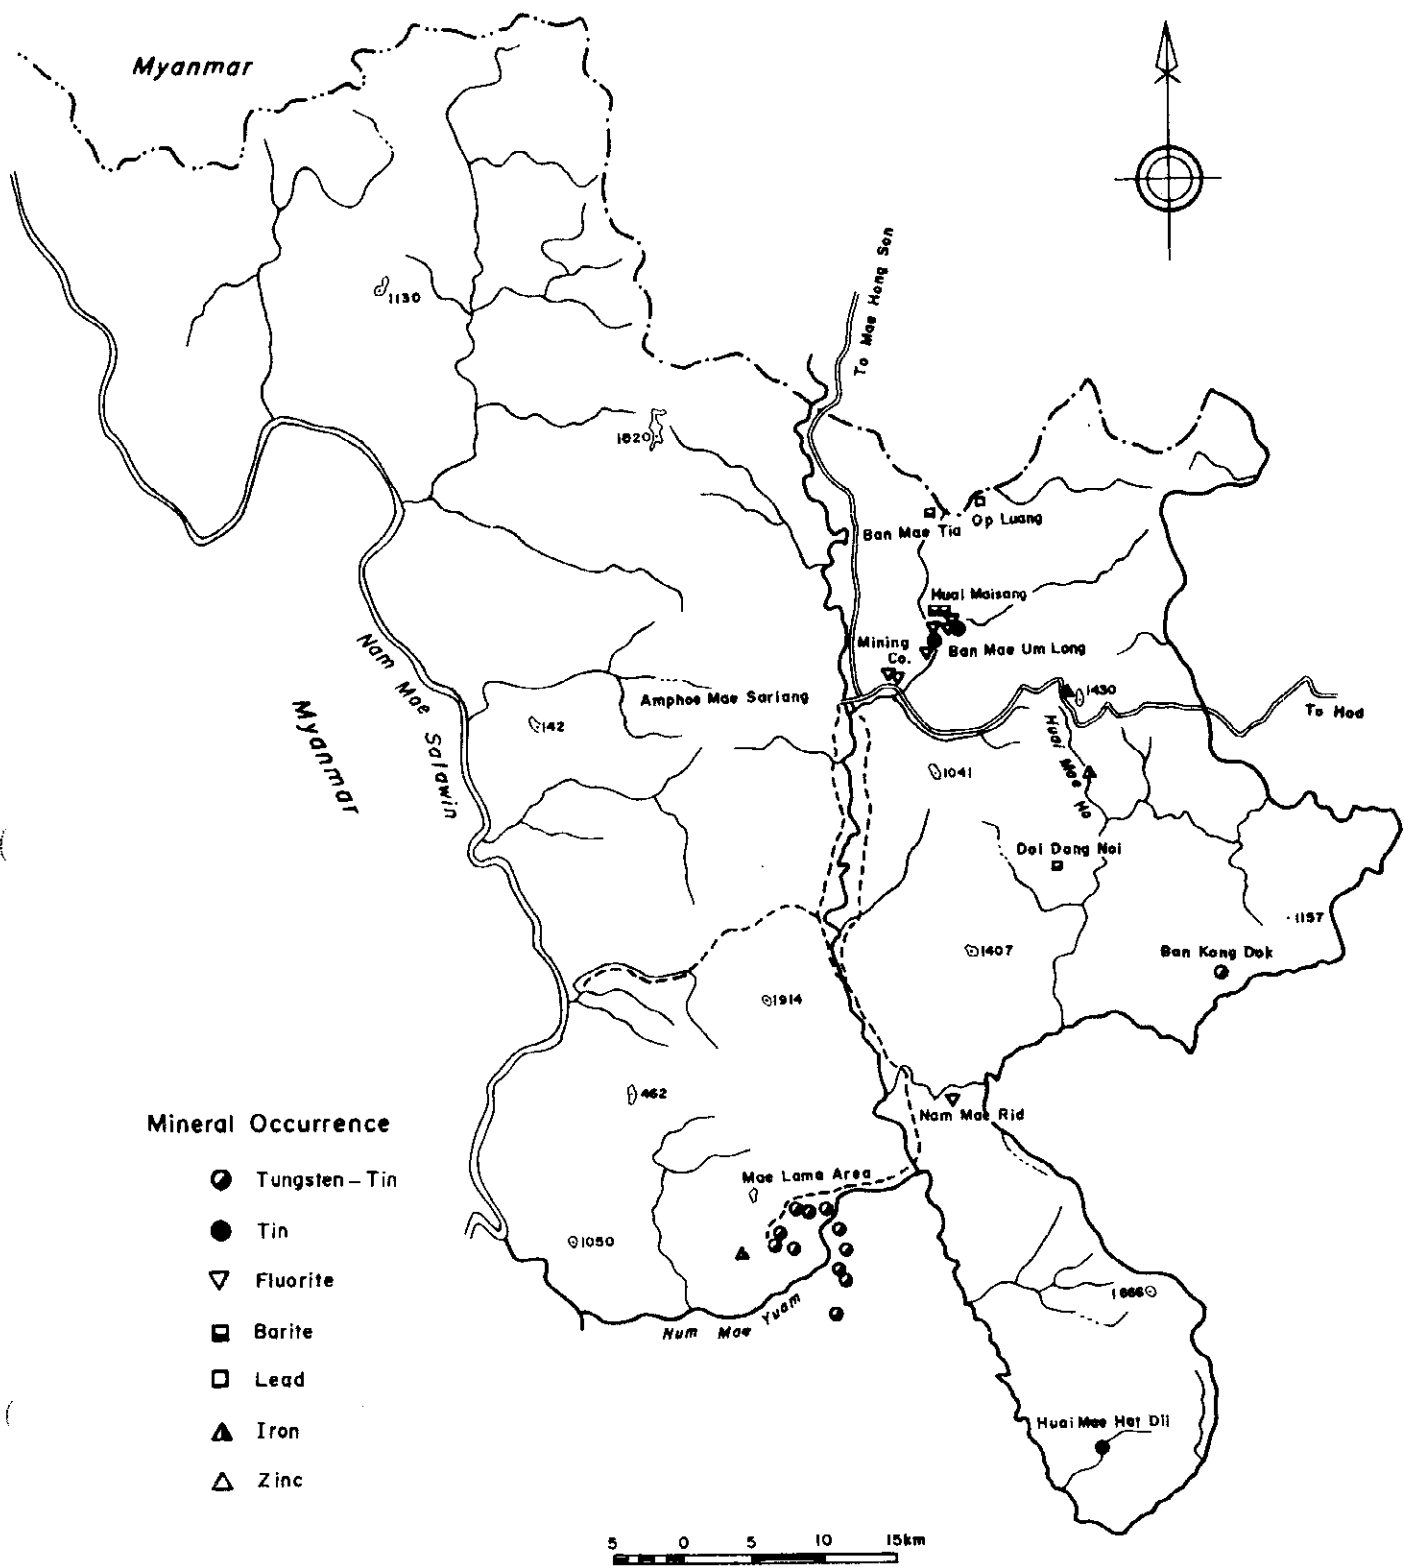 Myanmar
To Mae Hong Son
1130
1820
Op Luang
Ban Mae Tia
Huai Maisang
Mining
Co.
Ban Mae Um Long
Amphoe Mae Sariang
1430
To Hod
Nam Mae Salawin
Myanmar
142
Huai Mae Ho
1041
Doi Dang Noi
1157
1407
Ban Kong Dok
1914
462
Nam Mae Rid
Mineral Occurrence
Tungsten-Tin
Tin
Fluorite
Barite
Lead
Iron
Zinc
Mae Lama Area
1050
1666
Num Mae Yuam
Huai Mae Hat Dii
5 0 5 10 15km